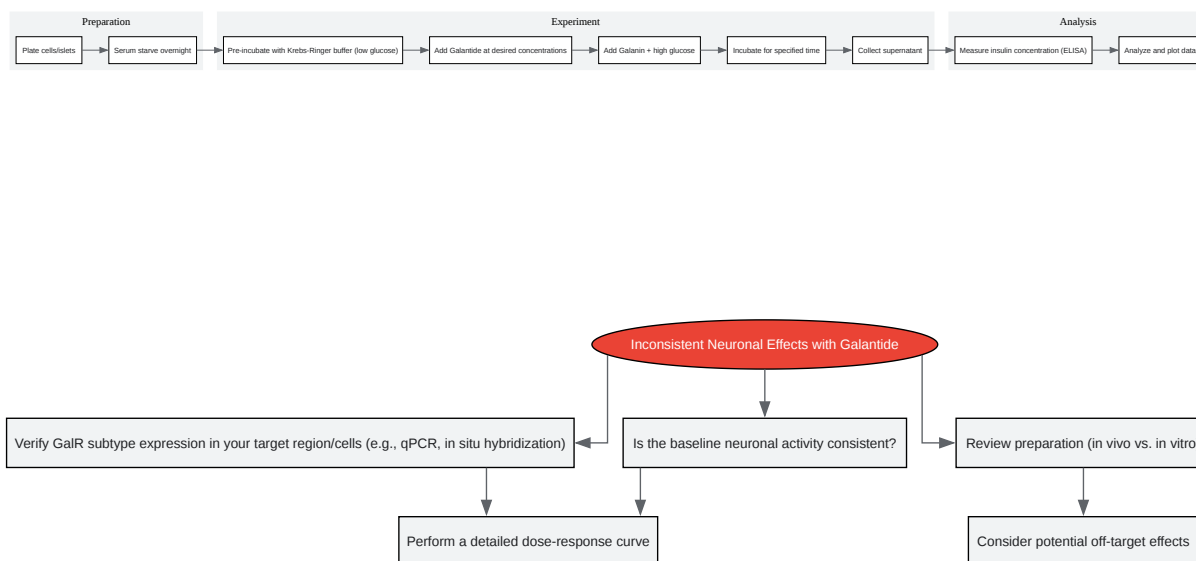 Preparation
Experiment
Analysis
Plate cells/islets
Serum starve overnight
Pre-incubate with Krebs-Ringer buffer (low glucose)
Add Galantide at desired concentrations
Add Galanin + high glucose
Incubate for specified time
Collect supernatant
Measure insulin concentration (ELISA)
Analyze and plot data
Inconsistent Neuronal Effects with Galantide
Verify GalR subtype expression in your target region/cells (e.g., qPCR, in situ hybridization)
Is the baseline neuronal activity consistent?
Review preparation (in vivo vs. in vitro
Perform a detailed dose-response curve
Consider potential off-target effects